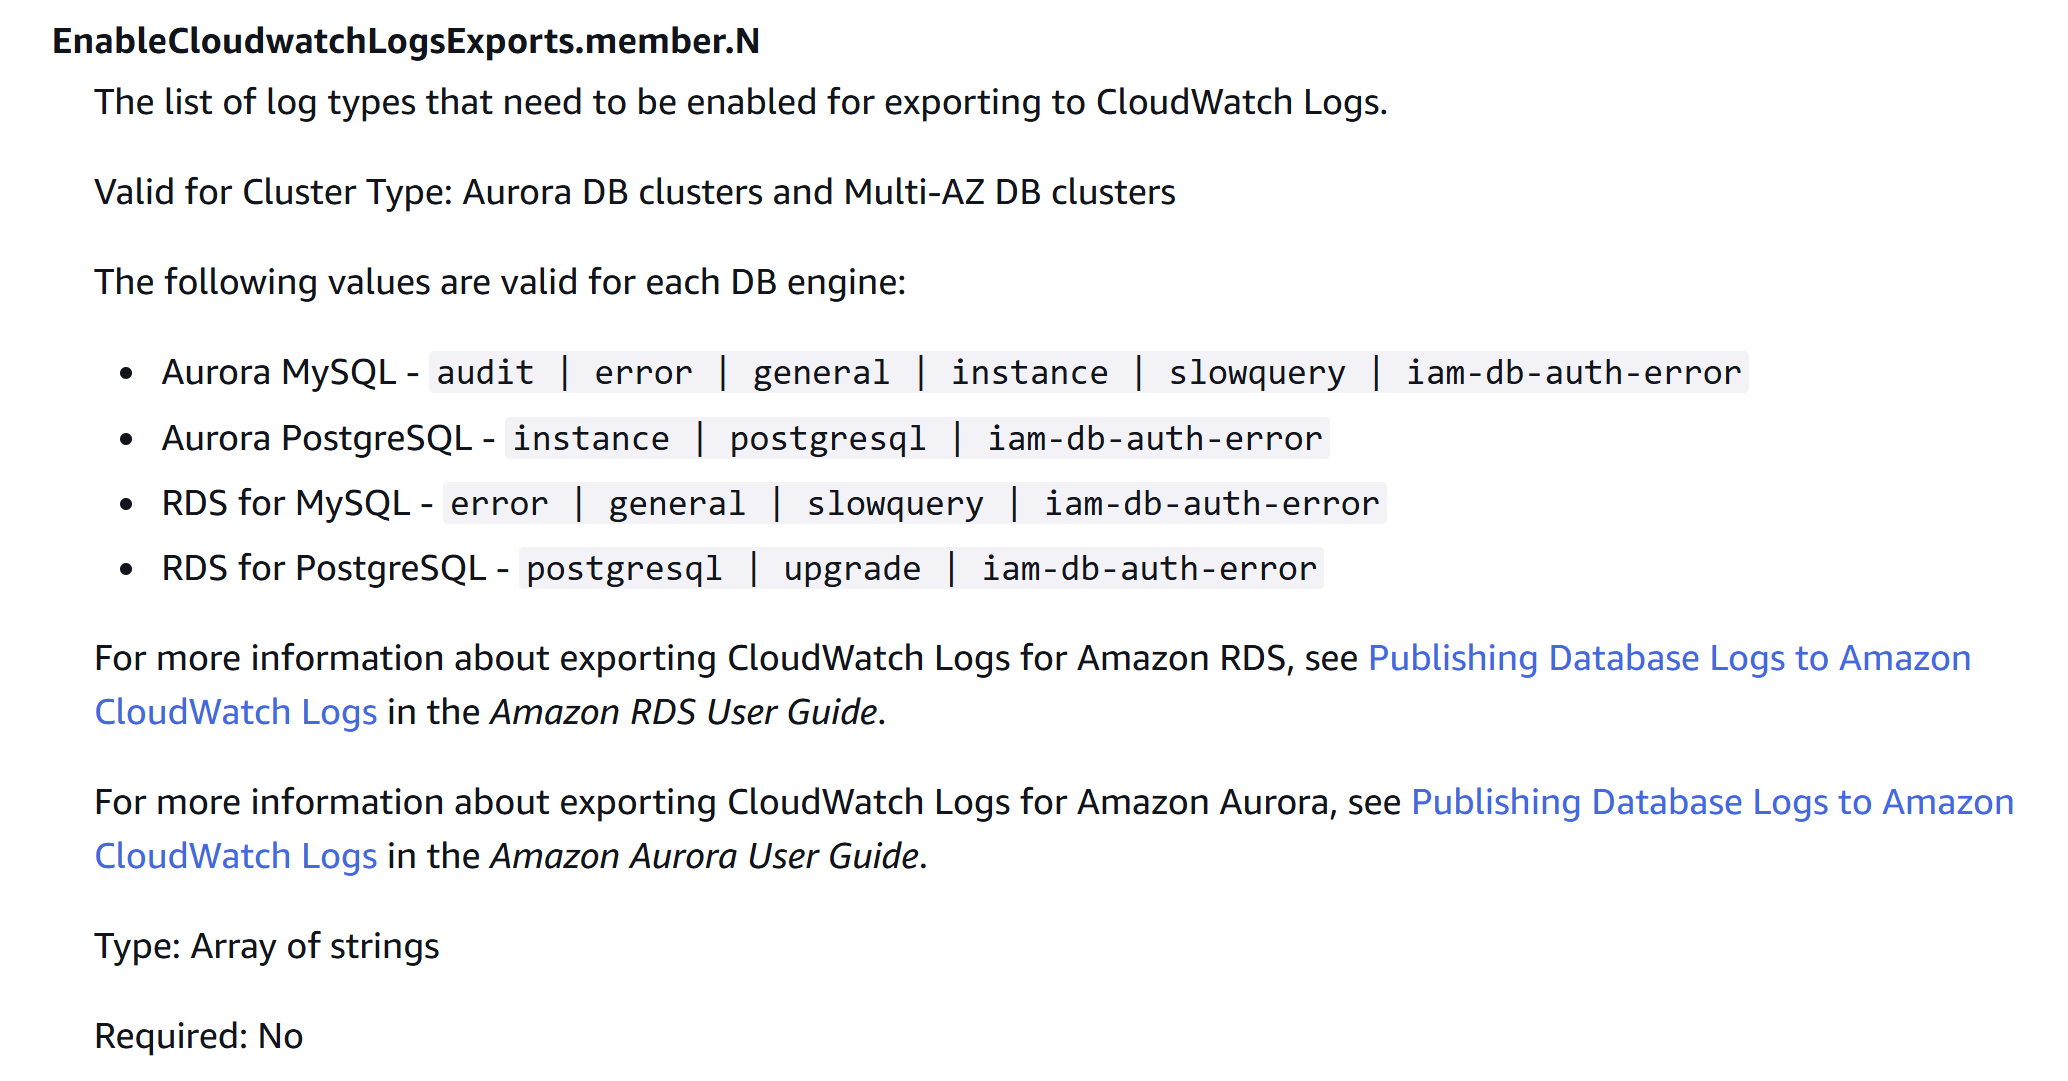 EnableCloudwatchLogsExports.member.N
The list of log types that need to be enabled for exporting to CloudWatch Logs.
Valid for Cluster Type: Aurora DB clusters and Multi-AZ DB clusters
The following values are valid for each DB engine:
• Aurora MySQL - audit | error | general | instance | slowquery | iam-db-auth-error
• Aurora PostgreSQL - instance | postgresql | iam-db-auth-error
• RDS for MySQL - error | general | slowquery | iam-db-auth-error
• RDS for PostgreSQL - postgresql | upgrade | iam-db-auth-error
For more information about exporting CloudWatch Logs for Amazon RDS, see Publishing Database Logs to Amazon
CloudWatch Logs in the Amazon RDS User Guide.
For more information about exporting CloudWatch Logs for Amazon Aurora, see Publishing Database Logs to Amazon
CloudWatch Logs in the Amazon Aurora User Guide.
Type: Array of strings
Required: No